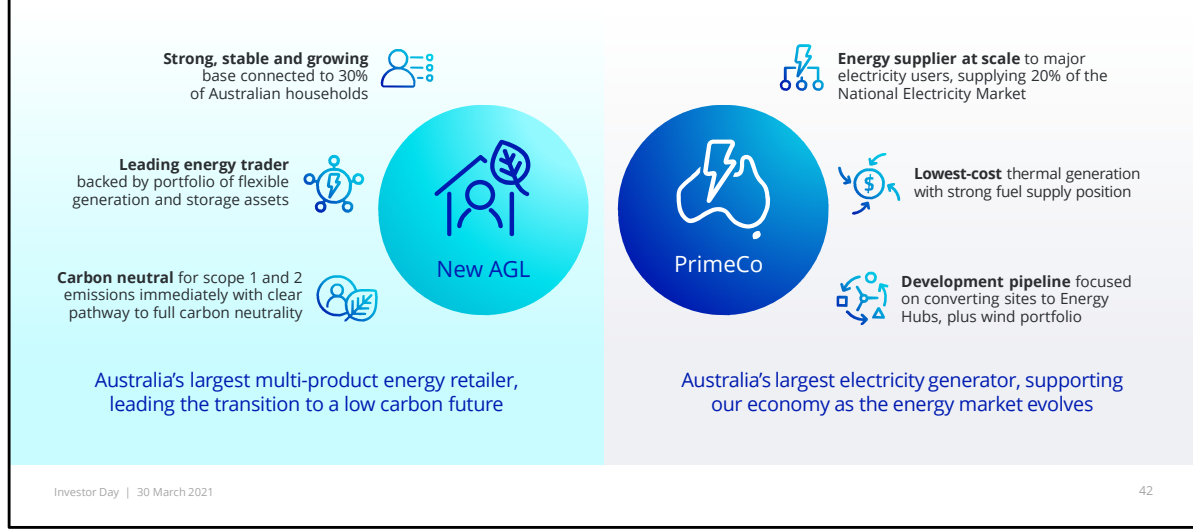 Strong, stable and growing
base connected to 30%
of Australian households
Leading energy trader
backed by portfolio of flexible
generation and storage assets
Carbon neutral for scope 1 and 2
emissions immediately with clear
pathway to full carbon neutrality
New AGL
Australia's largest multi-product energy retailer,
leading the transition to a low carbon future
Energy supplier at scale to major
electricity users, supplying 20% of the
National Electricity Market
$
Lowest-cost thermal generation
with strong fuel supply position
PrimeCo
Development pipeline focused
on converting sites to Energy
Hubs, plus wind portfolio
Australia's largest electricity generator, supporting
our economy as the energy market evolves
Investor Day | 30 March 2021
42